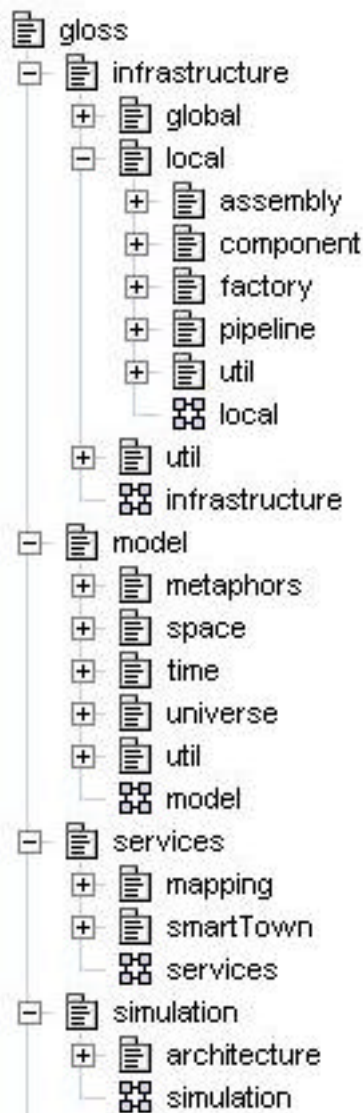 gloss
infrastructure
global
local
assembly
component
factory
pipeline
util
local
util
infrastructure
model
metaphors
space
time
universe
util
model
services
mapping
smartTown
services
simulation
architecture
simulation